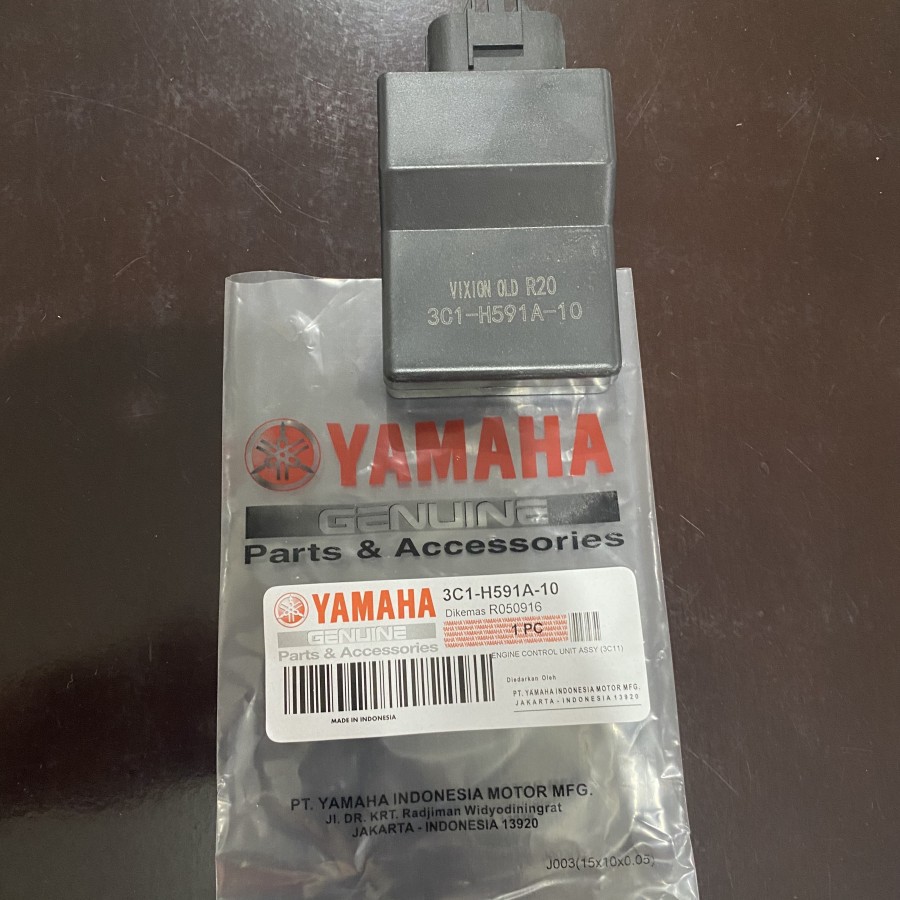 VIXION OLD R20
3C1-H591A-10
YAMAHA
GENUINE
Parts & Accessories
YAMAHA
GENUINE
Parts & Accessories
3C1-H591A-10
Dikemas R050916
1 PC
ENGINE CONTROL UNIT ASSY (3C11)
Diedarkan Oleh
PT. YAMAHA INDONESIA MOTOR MFG.
JAKARTA - INDONESIA 13920
MADE IN INDONESIA
PT. YAMAHA INDONESIA MOTOR MFG.
Jl. DR. KRT. Radjiman Widyodiningrat
JAKARTA - INDONESIA 13920
J003(15x10x0.05)